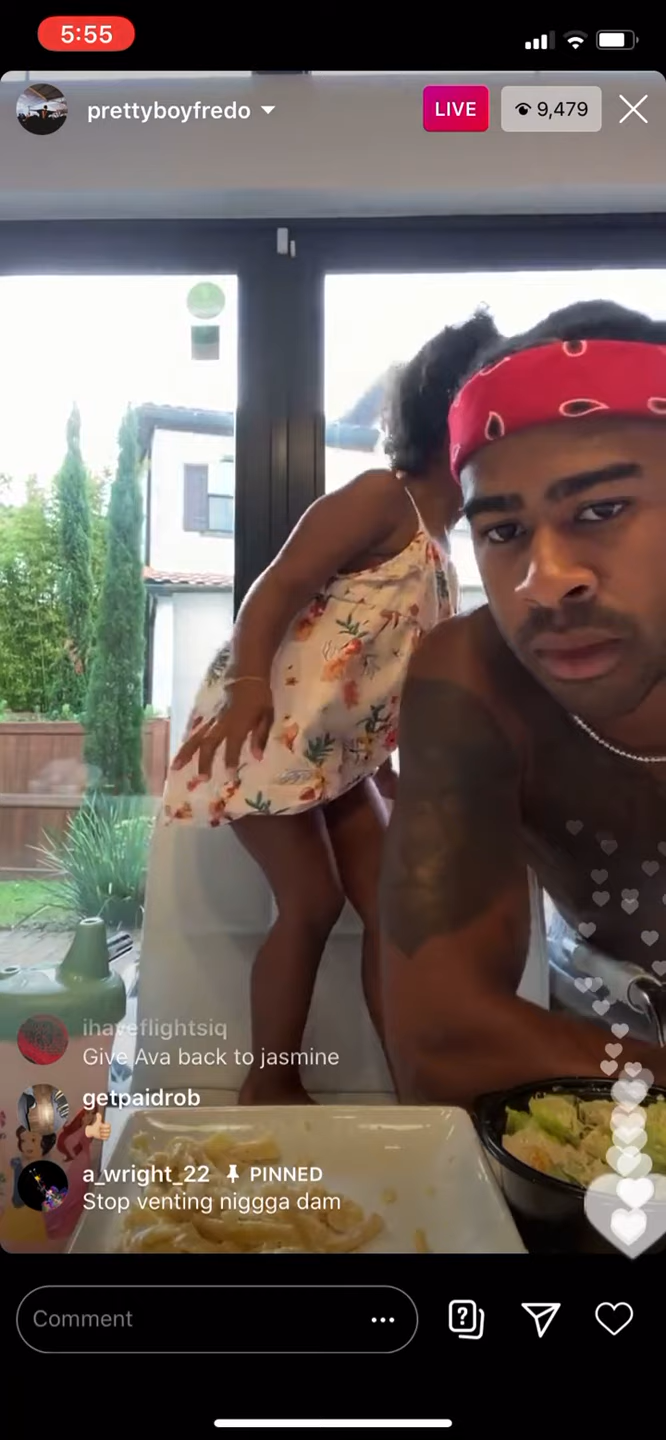 5:55
prettyboyfredo
LIVE
9,479
ihaveflightsiq
Give Ava back to jasmine
getpaidrob
a_wright_22 PINNED
Stop venting niggga dam
Comment